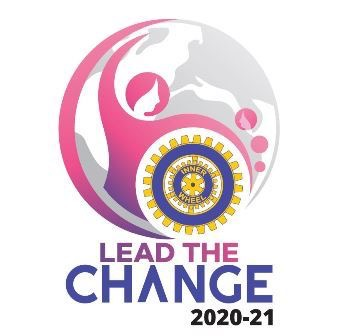 INNER
WHEEL
LEAD THE
CHANGE
2020-21